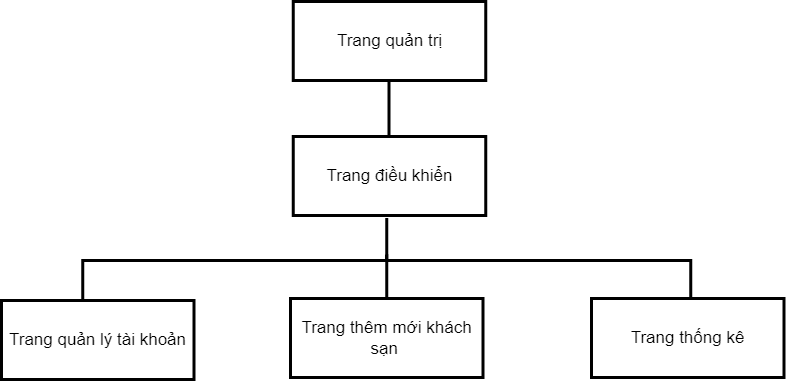 Trang quản trị
Trang điều khiển
Trang quản lý tài khoản
Trang thêm mới khách
sạn
Trang thống kê